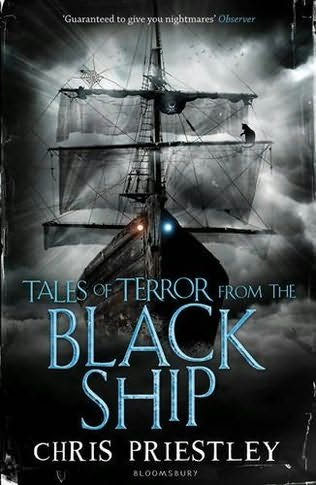 'Guaranteed to give you nightmares' Observer
TALES OF TERROR FROM THE
BLACK
SHIP
CHRIS PRIESTLEY
BLOOMSBURY